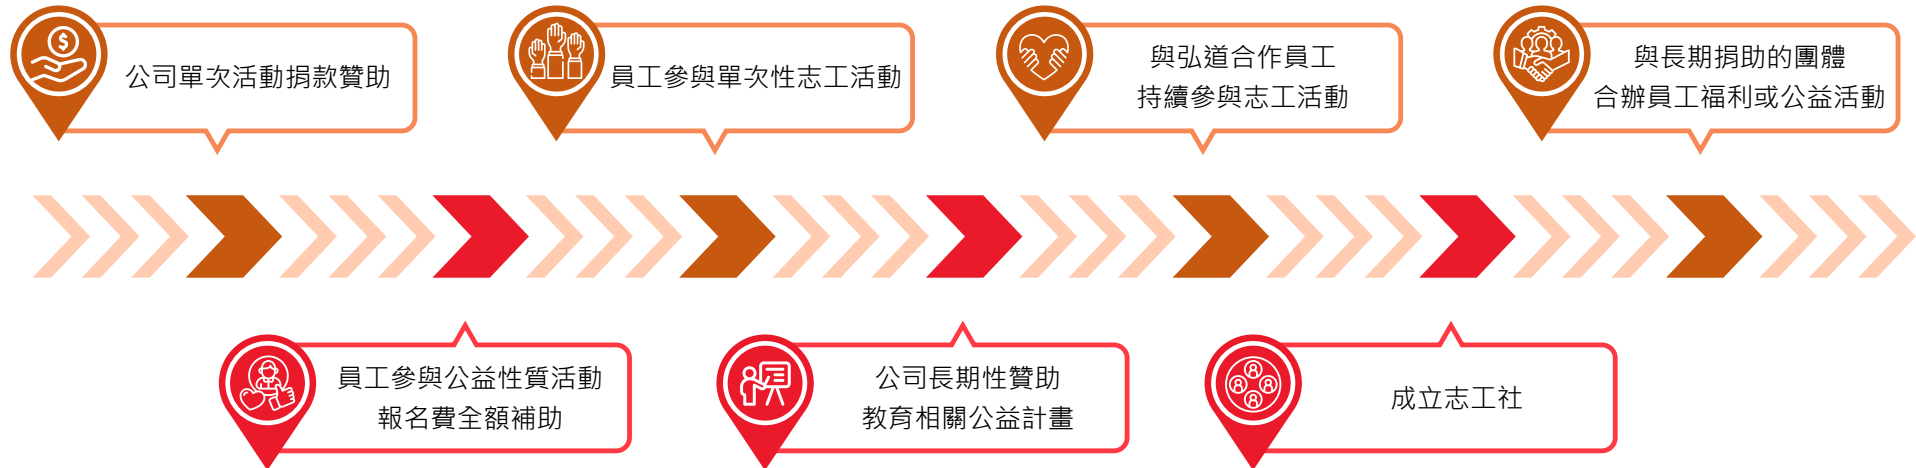 公司單次活動捐款贊助
員工參與單次性志工活動
與弘道合作員工
持續參與志工活動
與長期捐助的團體
合辦員工福利或公益活動
員工參與公益性質活動
報名費全額補助
公司長期性贊助
教育相關公益計畫
成立志工社